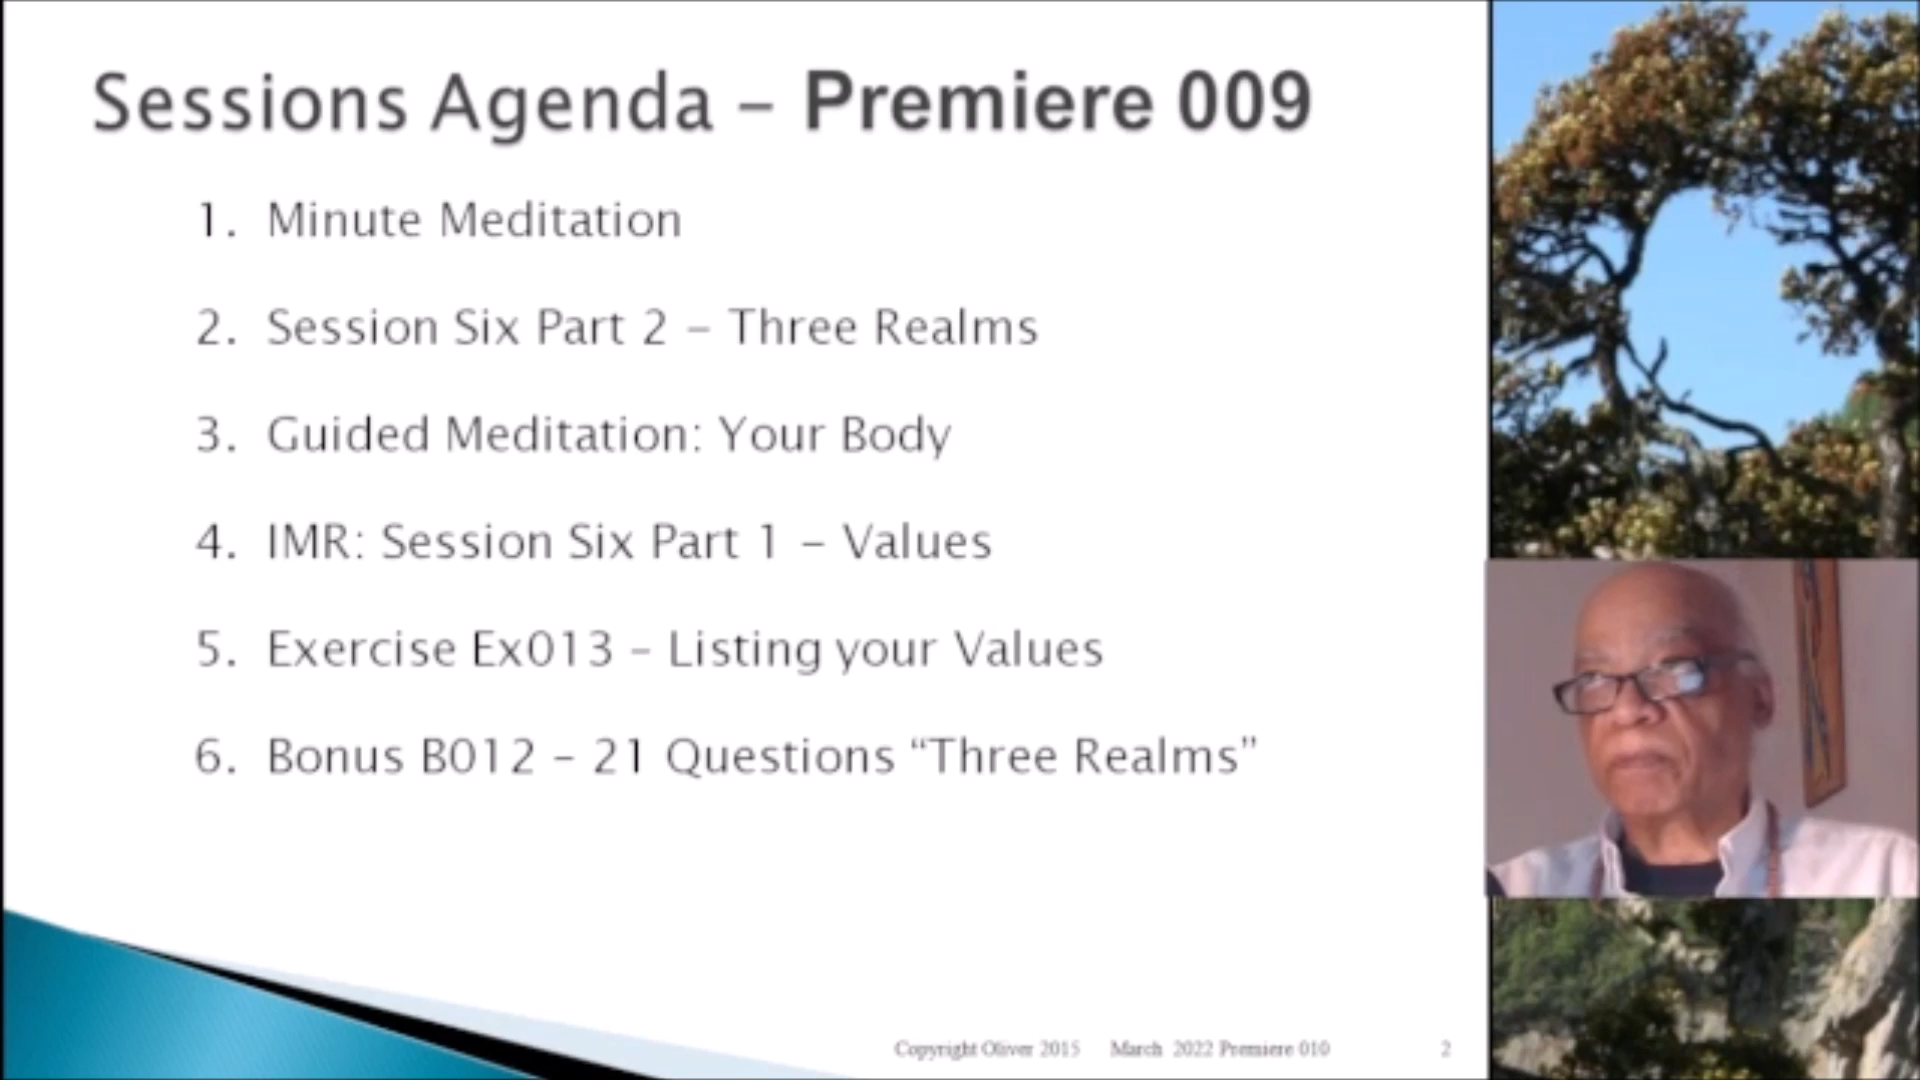 Sessions Agenda – Premiere 009
1. Minute Meditation
2. Session Six Part 2 – Three Realms
3. Guided Meditation: Your Body
4. IMR: Session Six Part 1 – Values
5. Exercise Ex013 – Listing your Values
6. Bonus B012 – 21 Questions “Three Realms”
Copyright Oliver 2015 March 2022 Premiere 010 2